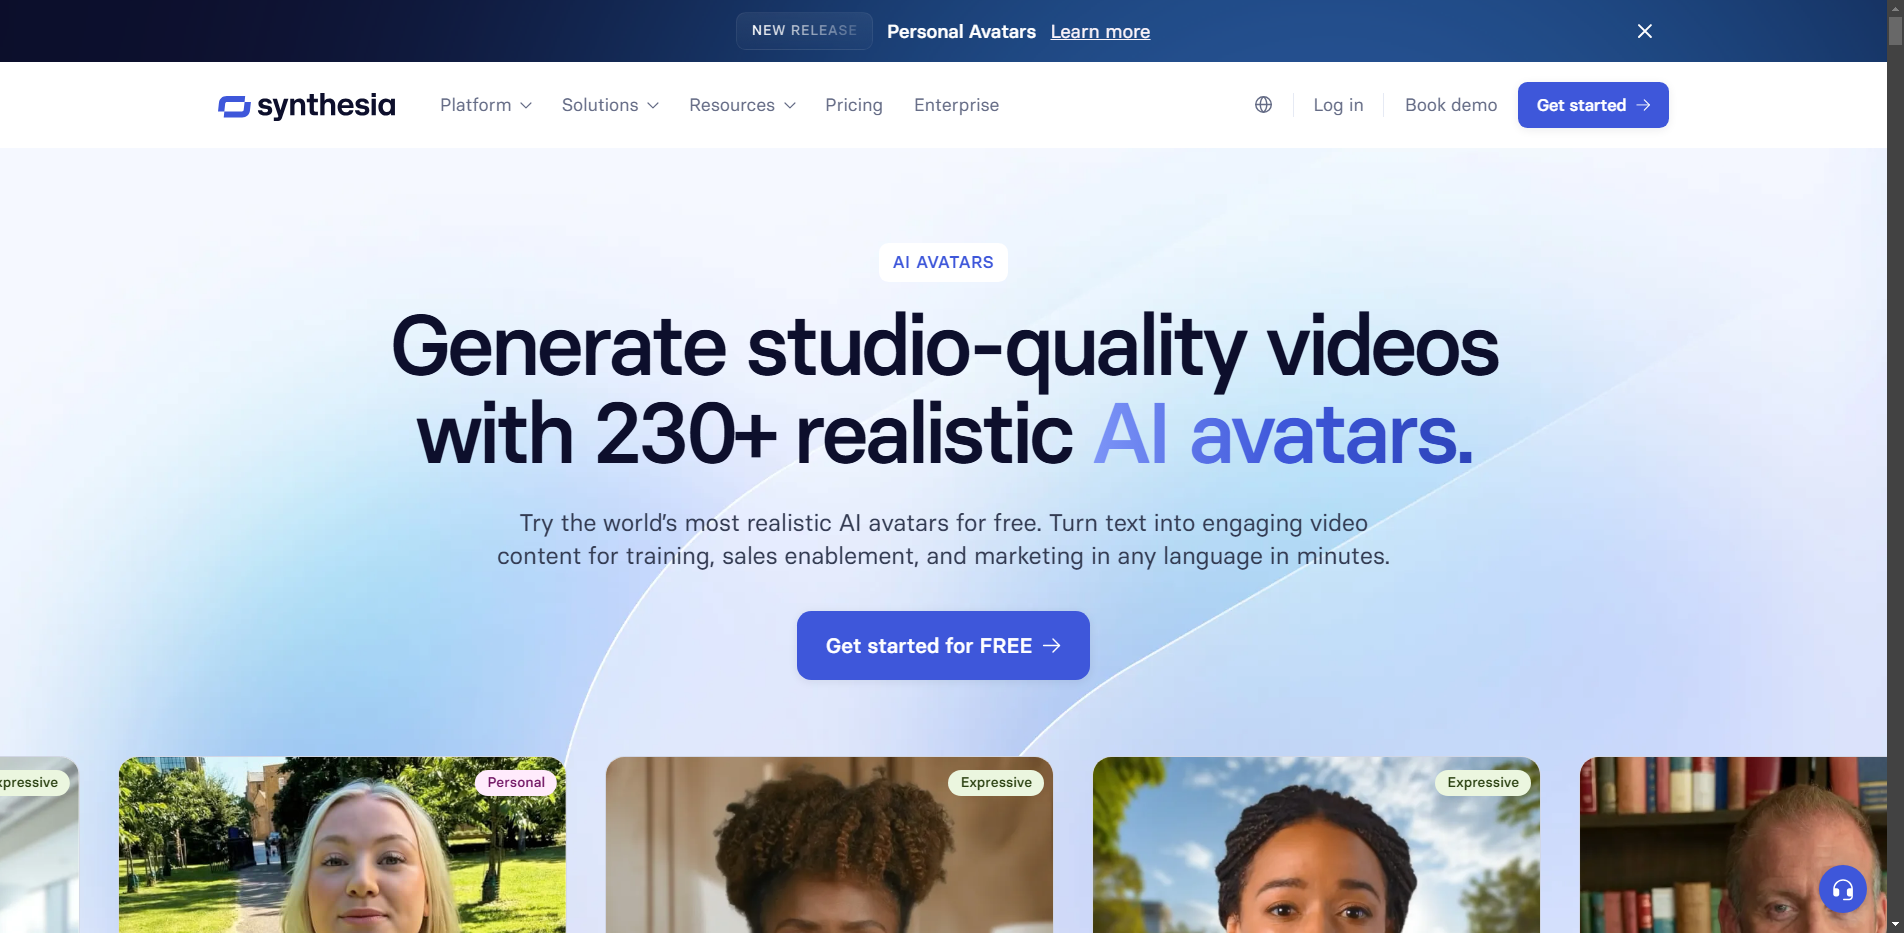 NEW RELEASE Personal Avatars Learn more
synthesia Platform Solutions Resources Pricing Enterprise Log in Book demo Get started
AI AVATARS
Generate studio-quality videos
with 230+ realistic AI avatars.
Try the world's most realistic AI avatars for free. Turn text into engaging video
content for training, sales enablement, and marketing in any language in minutes.
Get started for FREE
xpressive Personal Expressive Expressive